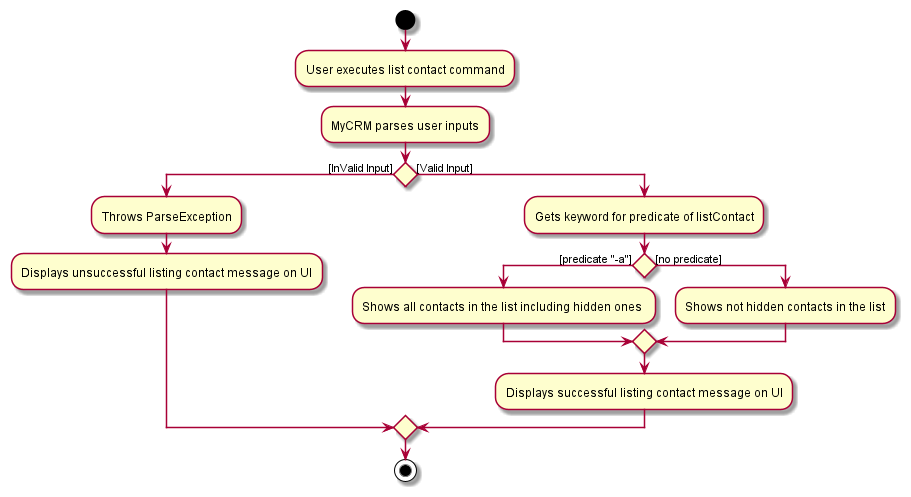 User executes list contact command
MyCRM parses user inputs
[InValid Input]
[Valid Input]
Throws ParseException
Displays unsuccessful listing contact message on UI
Gets keyword for predicate of listContact
[predicate "-a"]
[no predicate]
Shows all contacts in the list including hidden ones
Shows not hidden contacts in the list
Displays successful listing contact message on UI